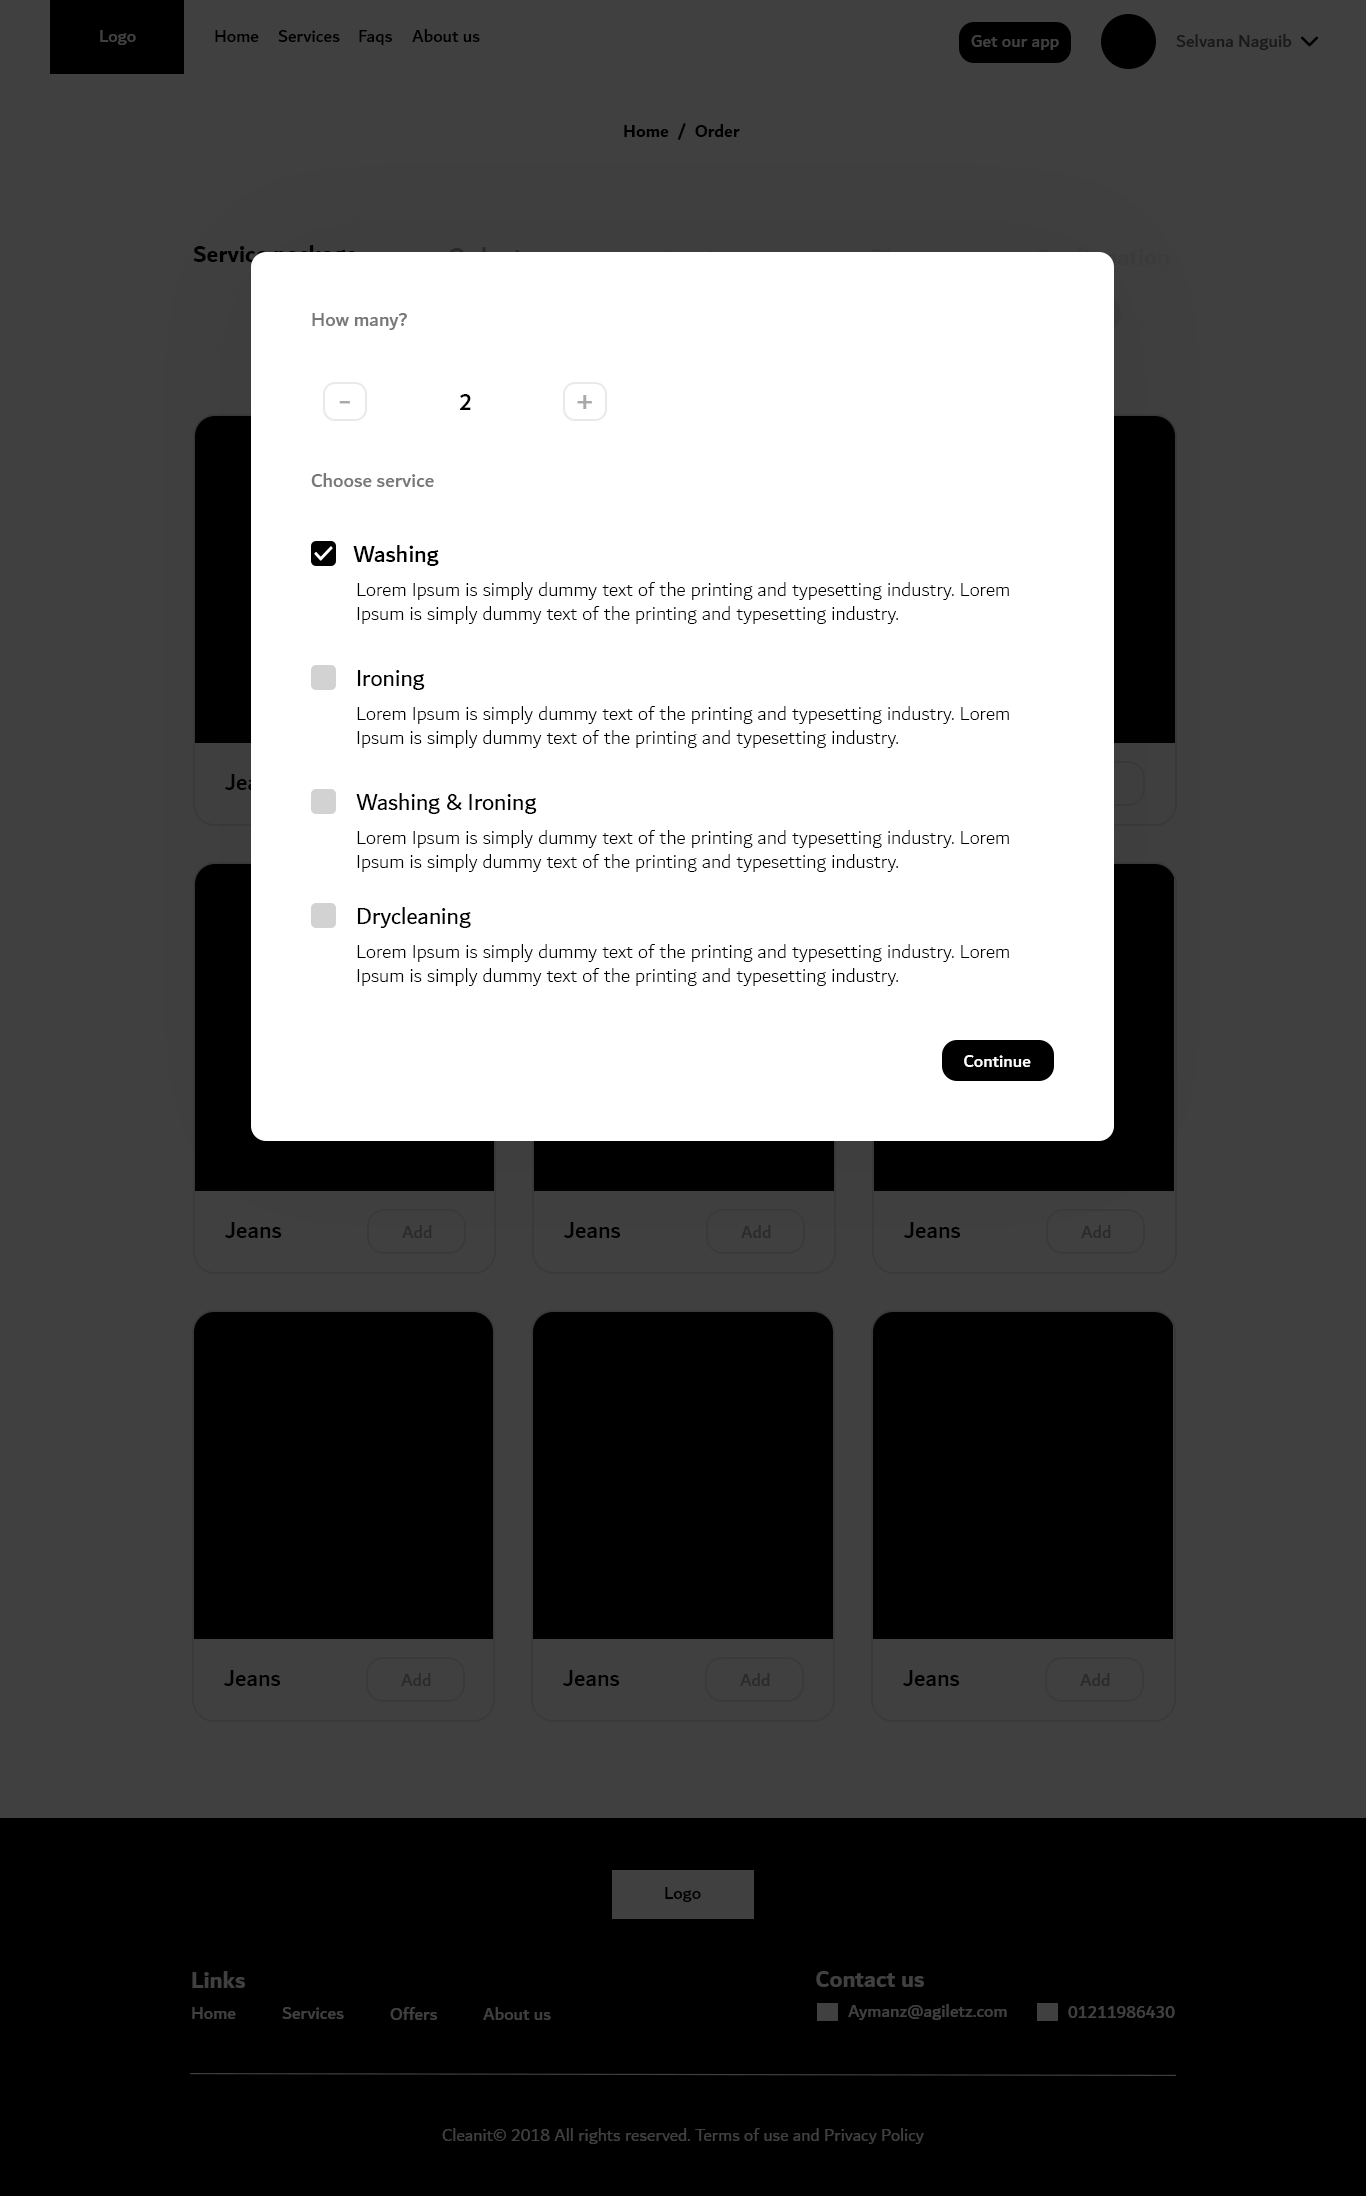 Logo
Home Services Faqs About us
Get our app
Selvana Naguib
Home / Order
Service package
How many?
- 2 +
Choose service
Washing
Lorem Ipsum is simply dummy text of the printing and typesetting industry. Lorem
Ipsum is simply dummy text of the printing and typesetting industry.
Ironing
Lorem Ipsum is simply dummy text of the printing and typesetting industry. Lorem
Ipsum is simply dummy text of the printing and typesetting industry.
Washing & Ironing
Lorem Ipsum is simply dummy text of the printing and typesetting industry. Lorem
Ipsum is simply dummy text of the printing and typesetting industry.
Drycleaning
Lorem Ipsum is simply dummy text of the printing and typesetting industry. Lorem
Ipsum is simply dummy text of the printing and typesetting industry.
Continue
Jeans Add
Jeans Add
Jeans Add
Jeans Add
Jeans Add
Jeans Add
Logo
Links
Home Services Offers About us
Contact us
Aymanz@agiletz.com 01211986430
Cleanit© 2018 All rights reserved. Terms of use and Privacy Policy